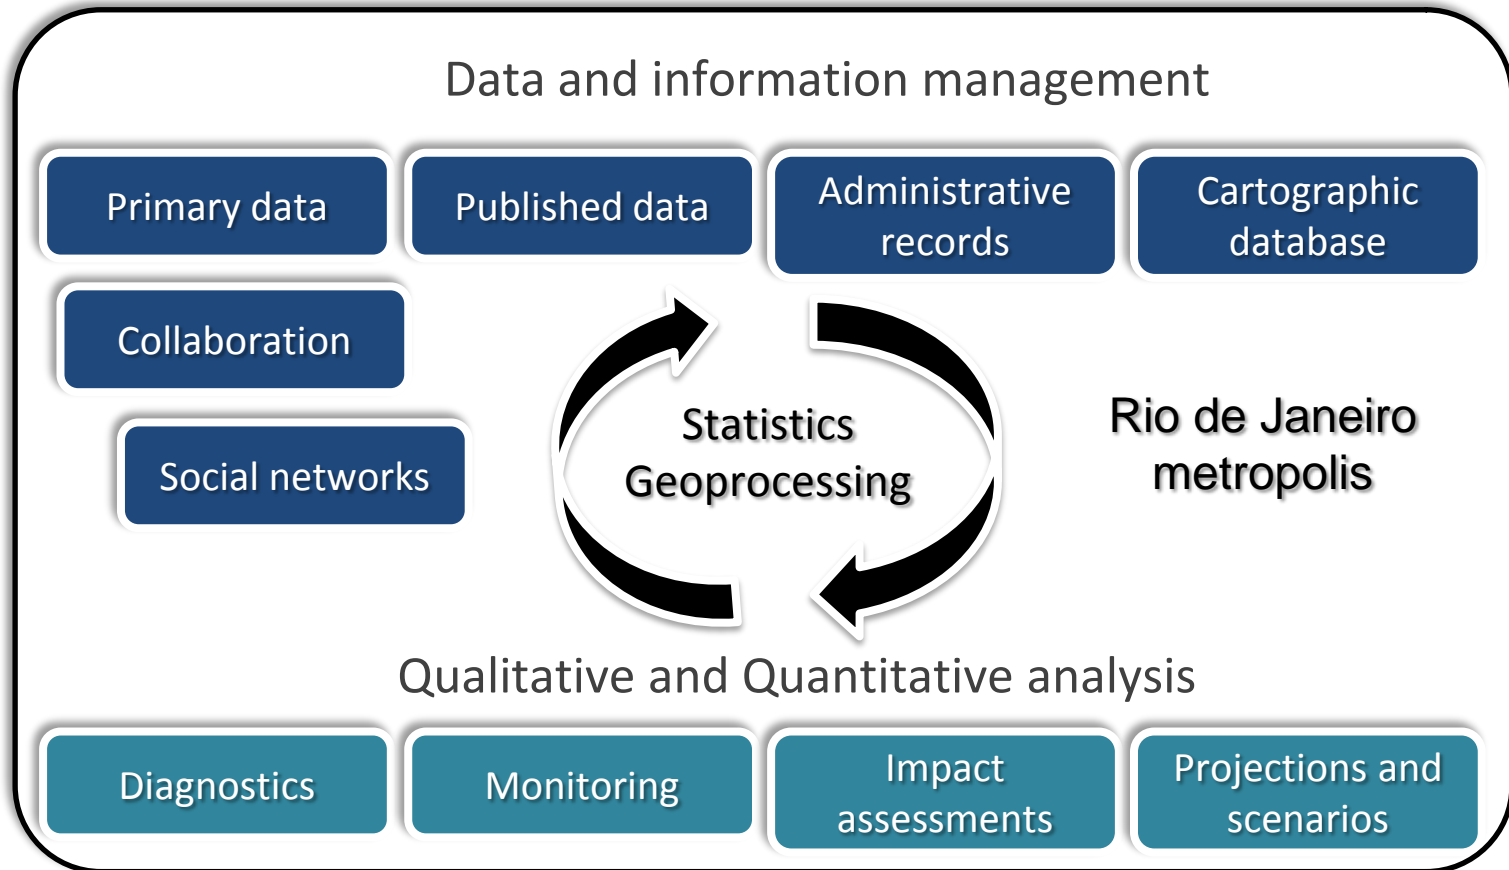 Data and information management
Primary data
Published data
Administrative
records
Cartographic
database
Collaboration
Social networks
Statistics
Geoprocessing
Rio de Janeiro
metropolis
Qualitative and Quantitative analysis
Diagnostics
Monitoring
Impact
assessments
Projections and
scenarios